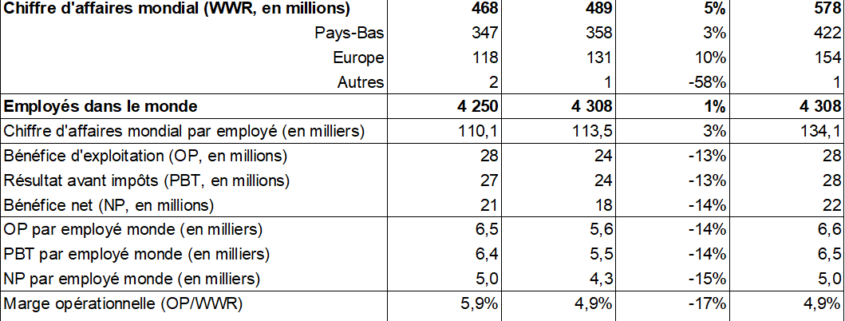 Chiffre d'affaires mondial (WWR, en millions) 468 489 5% 578
Pays-Bas 347 358 3% 422
Europe 118 131 10% 154
Autres 2 1 -58% 1
Employés dans le monde 4 250 4 308 1% 4 308
Chiffre d'affaires mondial par employé (en milliers) 110,1 113,5 3% 134,1
Bénéfice d'exploitation (OP, en millions) 28 24 -13% 28
Résultat avant impôts (PBT, en millions) 27 24 -13% 28
Bénéfice net (NP, en millions) 21 18 -14% 22
OP par employé monde (en milliers) 6,5 5,6 -14% 6,6
PBT par employé monde (en milliers) 6,4 5,5 -14% 6,5
NP par employé monde (en milliers) 5,0 4,3 -15% 5,0
Marge opérationnelle (OP/WWR) 5,9% 4,9% -17% 4,9%